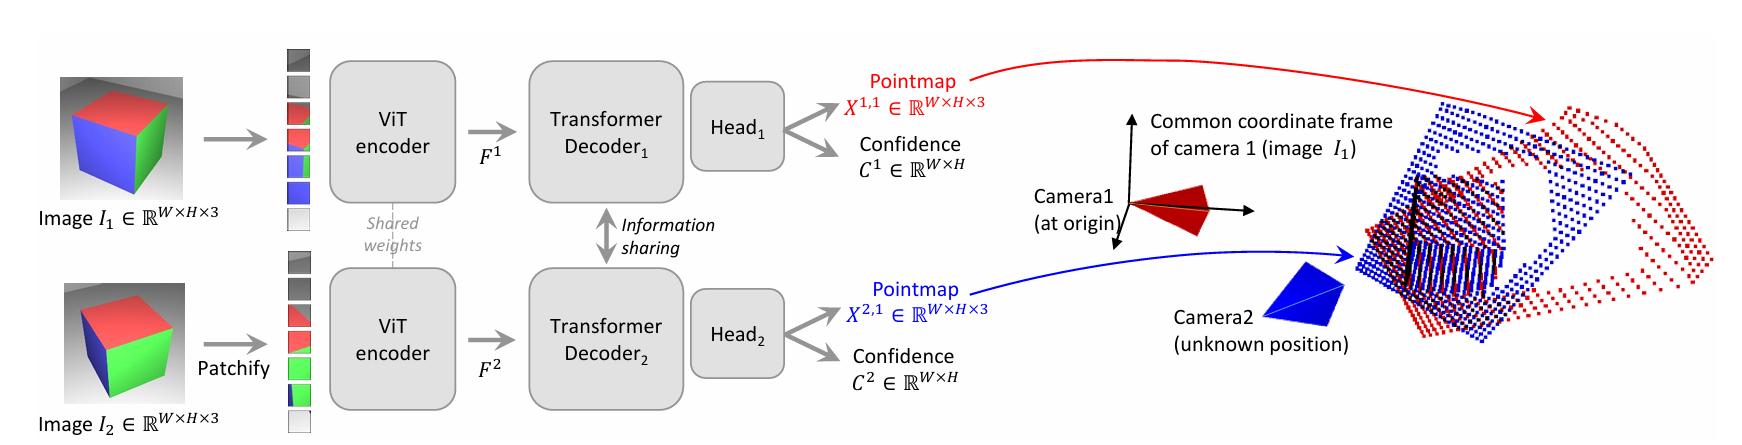 Image I₁ ∈ ℝ^{W×H×3}
ViT
encoder
F¹
Transformer
Decoder₁
Head₁
Pointmap
X^{1,1} ∈ ℝ^{W×H×3}
Confidence
C¹ ∈ ℝ^{W×H}
Shared
weights
Information
sharing
Image I₂ ∈ ℝ^{W×H×3}
Patchify
ViT
encoder
F²
Transformer
Decoder₂
Head₂
Pointmap
X^{2,1} ∈ ℝ^{W×H×3}
Confidence
C² ∈ ℝ^{W×H}
Common coordinate frame
of camera 1 (image I₁)
Camera1
(at origin)
Camera2
(unknown position)